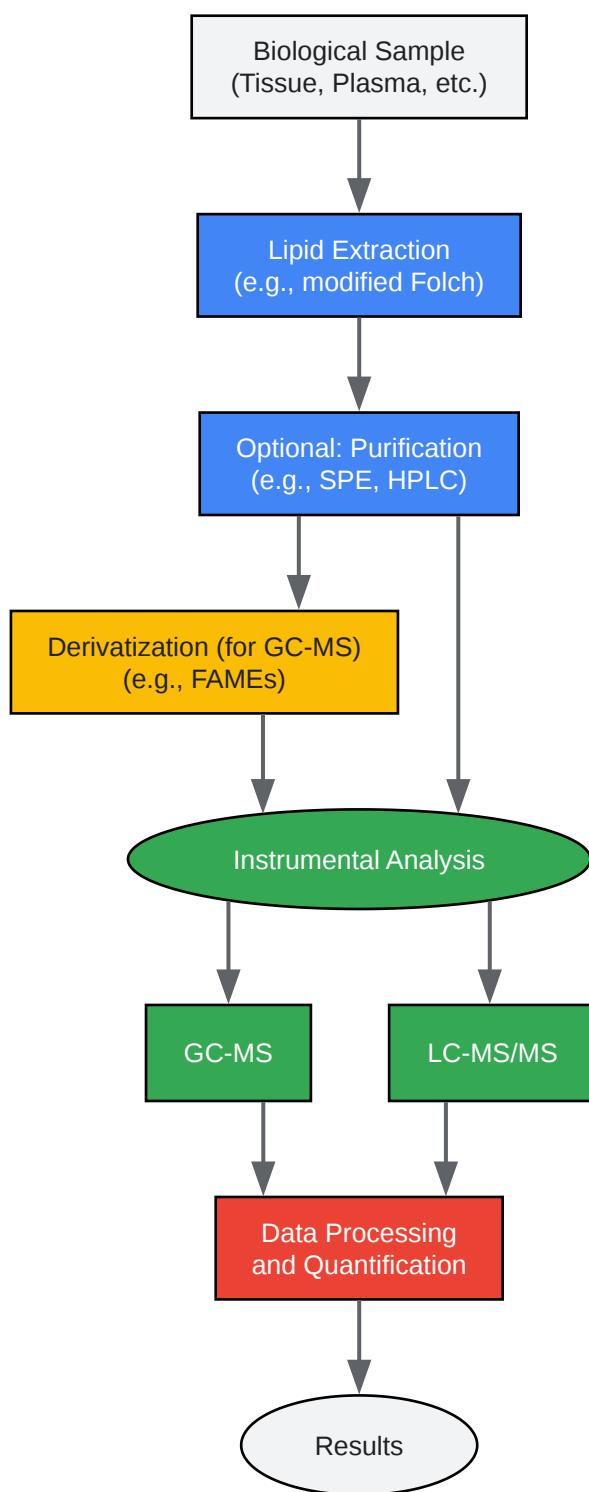 Biological Sample
(Tissue, Plasma, etc.)
Lipid Extraction
(e.g., modified Folch)
Optional: Purification
(e.g., SPE, HPLC)
Derivatization (for GC-MS)
(e.g., FAMEs)
Instrumental Analysis
GC-MS
LC-MS/MS
Data Processing
and Quantification
Results